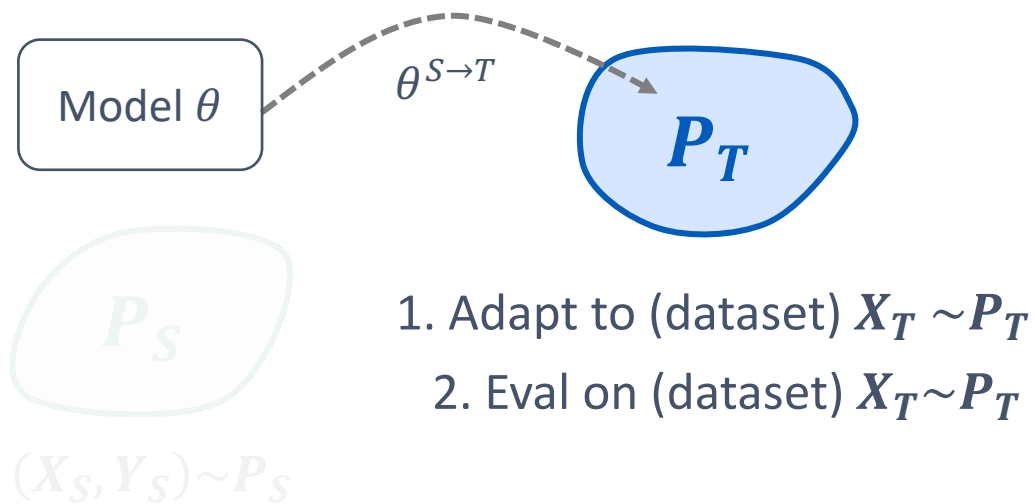 Model θ
θ^{S→T}
P_T
P_S
1. Adapt to (dataset) X_T ~P_T
2. Eval on (dataset) X_T~P_T
(X_S, Y_S)~P_S